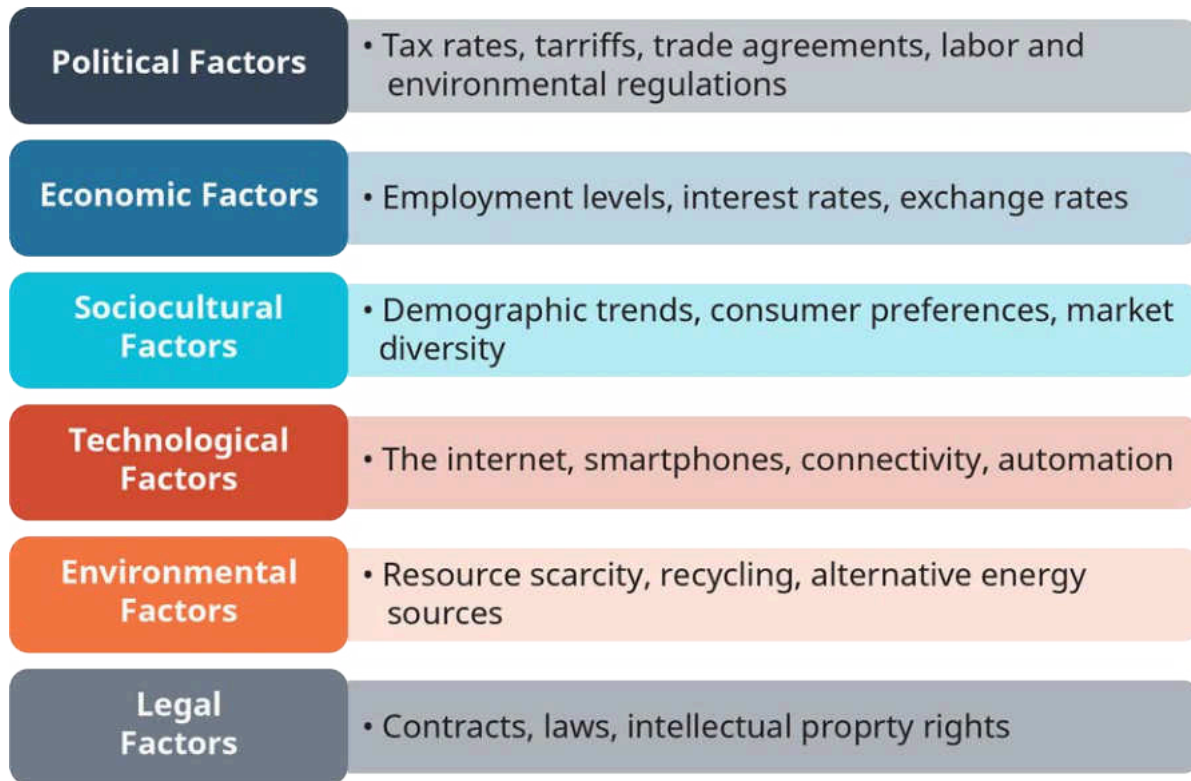 Political Factors
• Tax rates, tarriffs, trade agreements, labor and
environmental regulations
Economic Factors
• Employment levels, interest rates, exchange rates
Sociocultural
Factors
• Demographic trends, consumer preferences, market
diversity
Technological
Factors
• The internet, smartphones, connectivity, automation
Environmental
Factors
• Resource scarcity, recycling, alternative energy
sources
Legal
Factors
• Contracts, laws, intellectual proprty rights